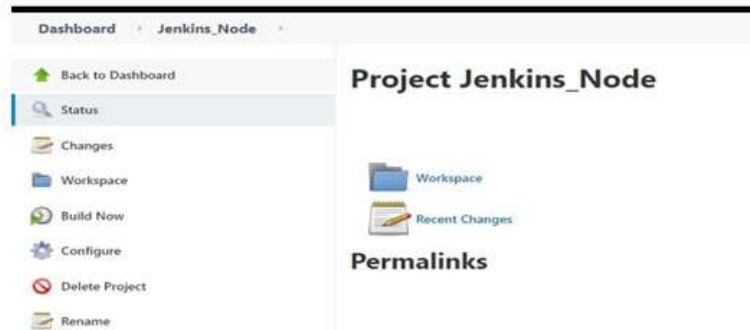 Dashboard Jenkins_Node
Back to Dashboard
Status
Changes
Workspace
Build Now
Configure
Delete Project
Rename
Project Jenkins_Node
Workspace
Recent Changes
Permalinks